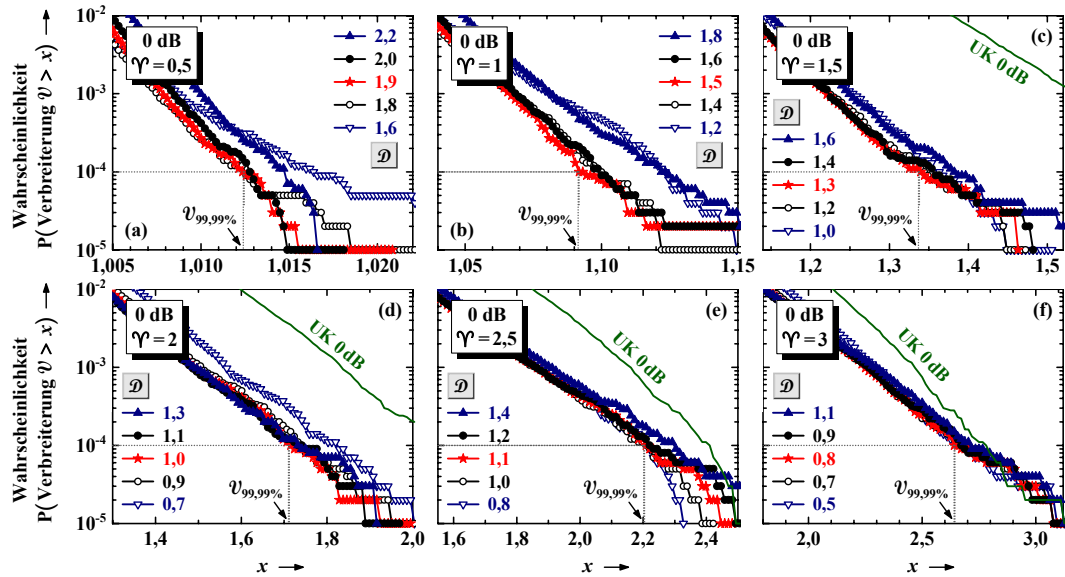 Wahrscheinlichkeit
P(Verbreiterung υ > x) →
10⁻²
10⁻³
10⁻⁴
10⁻⁵
0 dB
ϒ = 0,5
2,2
2,0
1,9
1,8
1,6
𝒟
υ99,99%
(a)
1,005 1,010 1,015 1,020
0 dB
ϒ = 1
1,8
1,6
1,5
1,4
1,2
𝒟
υ99,99%
(b)
1,05 1,10 1,15
0 dB
ϒ = 1,5
(c)
UK 0 dB
𝒟
1,6
1,4
1,3
1,2
1,0
υ99,99%
1,2 1,3 1,4 1,5
Wahrscheinlichkeit
P(Verbreiterung υ > x) →
10⁻²
10⁻³
10⁻⁴
10⁻⁵
0 dB
ϒ = 2
(d)
UK 0 dB
𝒟
1,3
1,1
1,0
0,9
0,7
υ99,99%
1,4 1,6 1,8 2,0
x →
0 dB
ϒ = 2,5
(e)
UK 0 dB
𝒟
1,4
1,2
1,1
1,0
0,8
υ99,99%
1,6 1,8 2,0 2,2 2,4
x →
0 dB
ϒ = 3
(f)
UK 0 dB
𝒟
1,1
0,9
0,8
0,7
0,5
υ99,99%
2,0 2,5 3,0
x →